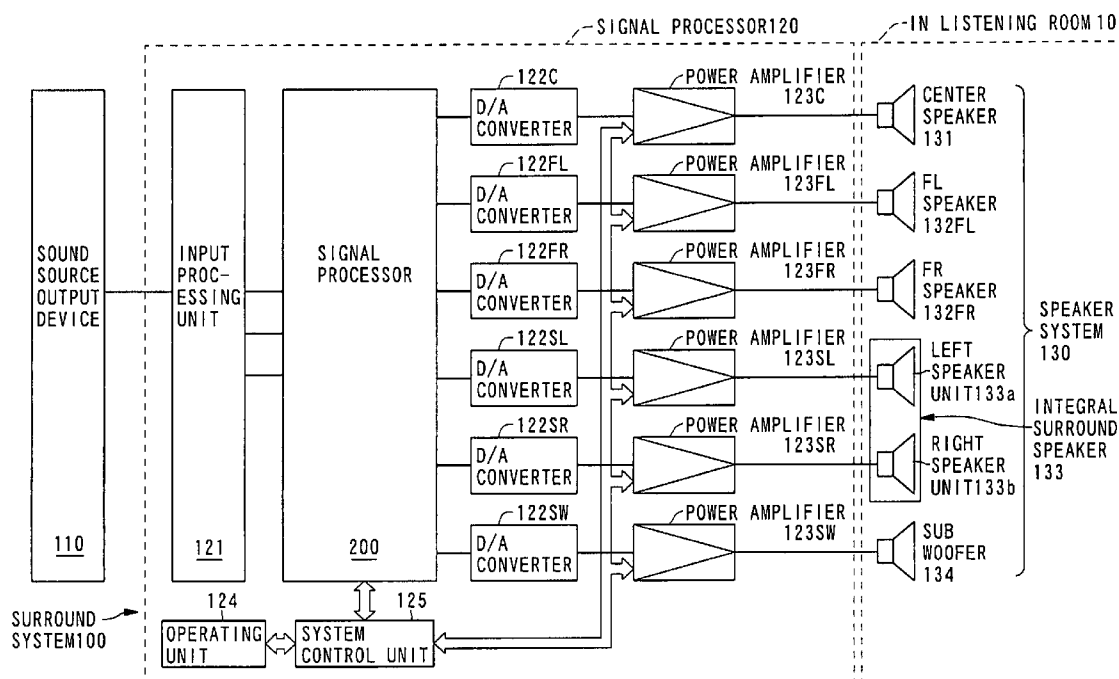 SIGNAL PROCESSOR120
IN LISTENING ROOM10
SOUND
SOURCE
OUTPUT
DEVICE
110
INPUT
PROC-
ESSING
UNIT
121
SIGNAL
PROCESSOR
200
122C
D/A
CONVERTER
122FL
D/A
CONVERTER
122FR
D/A
CONVERTER
122SL
D/A
CONVERTER
122SR
D/A
CONVERTER
122SW
D/A
CONVERTER
POWER AMPLIFIER
123C
POWER AMPLIFIER
123FL
POWER AMPLIFIER
123FR
POWER AMPLIFIER
123SL
POWER AMPLIFIER
123SR
POWER AMPLIFIER
123SW
CENTER
SPEAKER
131
FL
SPEAKER
132FL
FR
SPEAKER
132FR
LEFT
SPEAKER
UNIT133a
RIGHT
SPEAKER
UNIT133b
SUB
WOOFER
134
SPEAKER
SYSTEM
130
INTEGRAL
SURROUND
SPEAKER
133
SURROUND
SYSTEM100
124
OPERATING
UNIT
125
SYSTEM
CONTROL UNIT